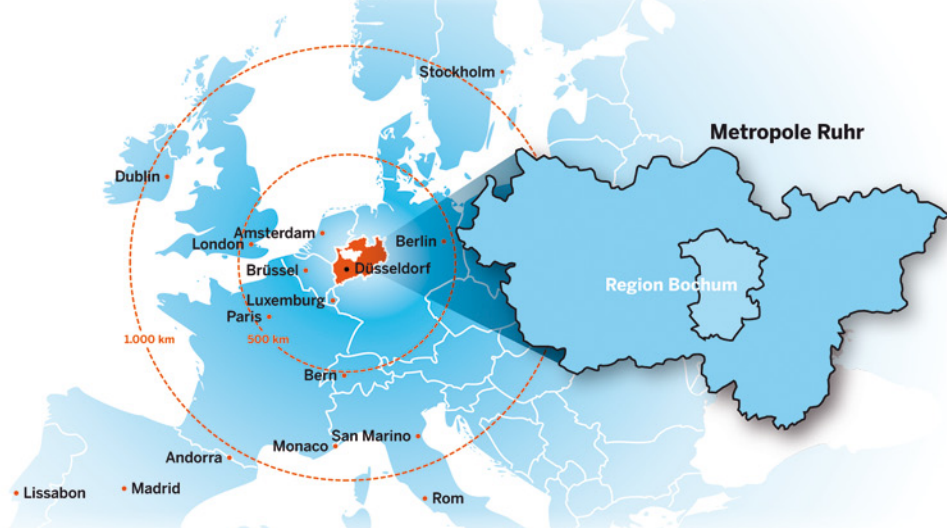 Stockholm
Metropole Ruhr
Dublin
Amsterdam
London
Berlin
Brüssel
Düsseldorf
Region Bochum
Luxemburg
Paris
1.000 km
500 km
Bern
San Marino
Monaco
Andorra
Lissabon
Madrid
Rom